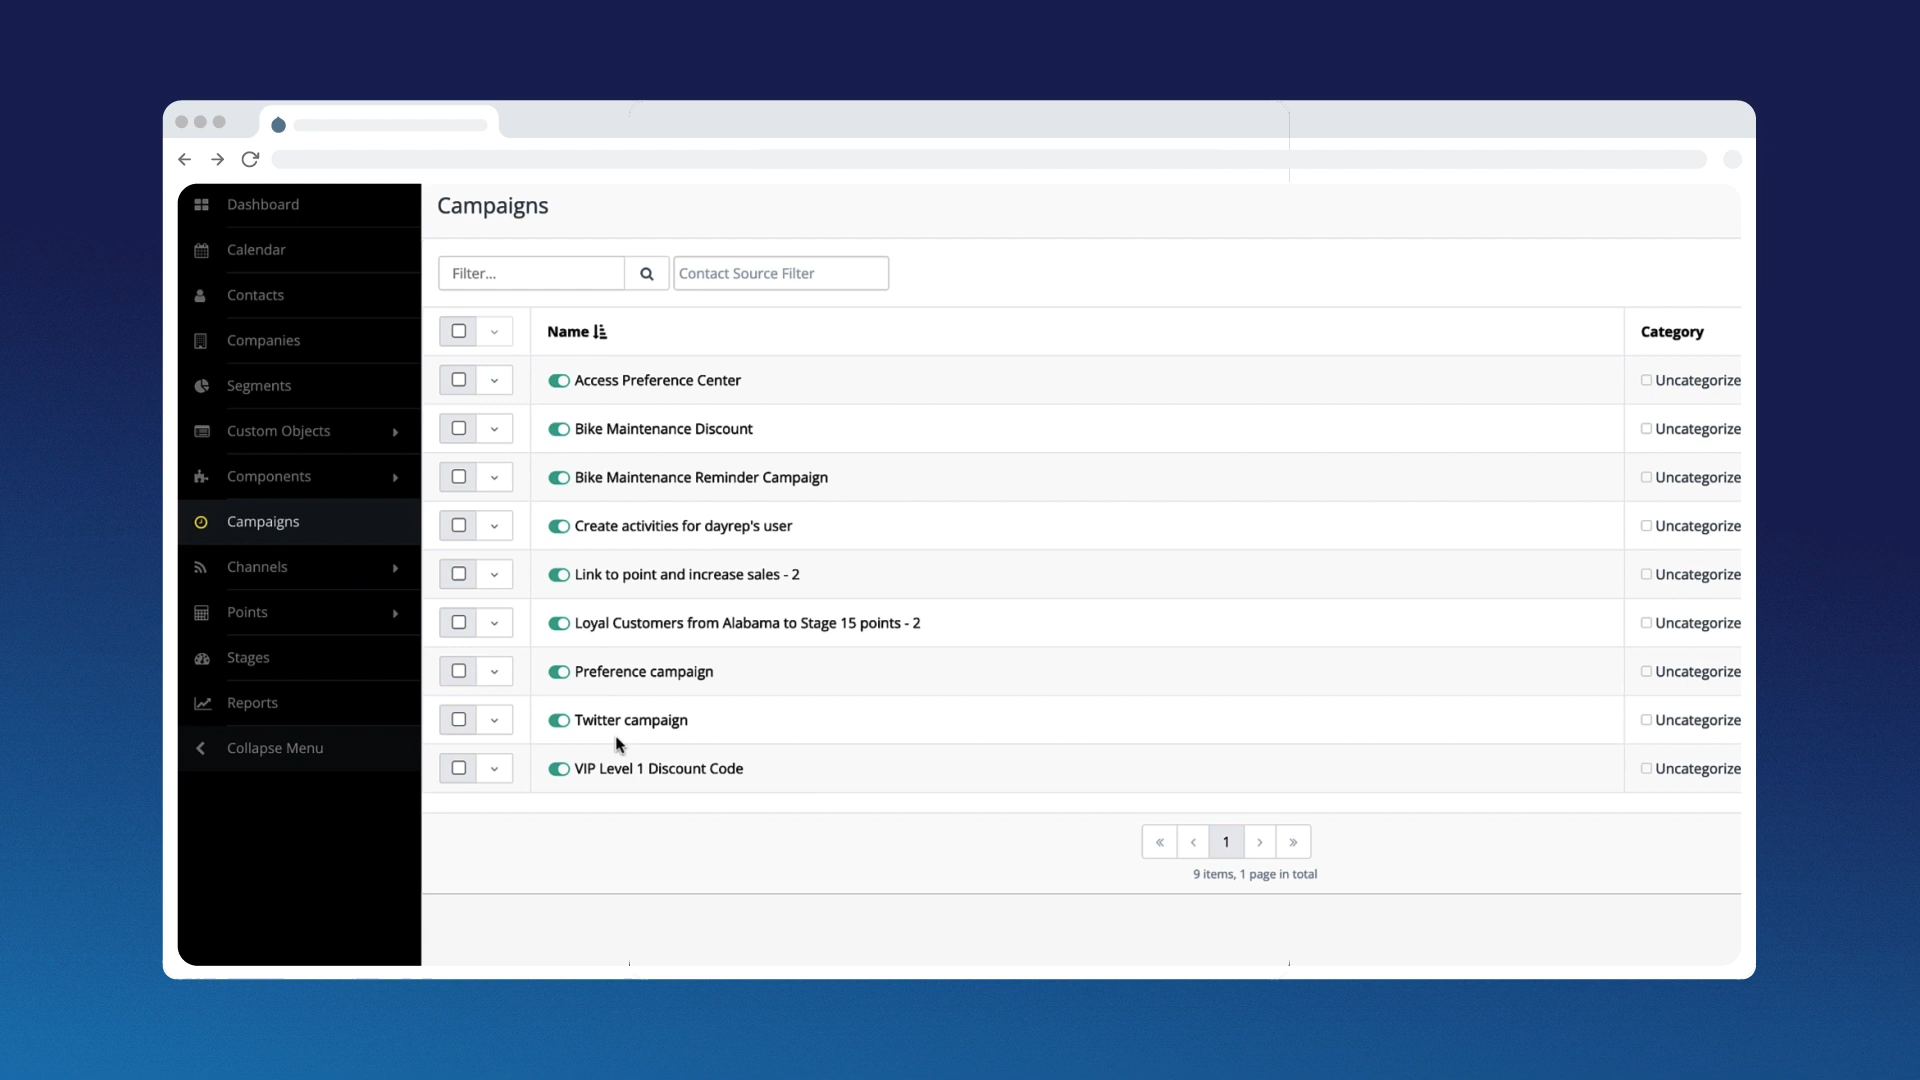 Dashboard
Calendar
Contacts
Companies
Segments
Custom Objects
Components
Campaigns
Channels
Points
Stages
Reports
Collapse Menu
Campaigns
Filter...
Contact Source Filter
Name
Category
Access Preference Center
Uncategorize
Bike Maintenance Discount
Uncategorize
Bike Maintenance Reminder Campaign
Uncategorize
Create activities for dayrep's user
Uncategorize
Link to point and increase sales - 2
Uncategorize
Loyal Customers from Alabama to Stage 15 points - 2
Uncategorize
Preference campaign
Uncategorize
Twitter campaign
Uncategorize
VIP Level 1 Discount Code
Uncategorize
« ‹ 1 › »
9 items, 1 page in total